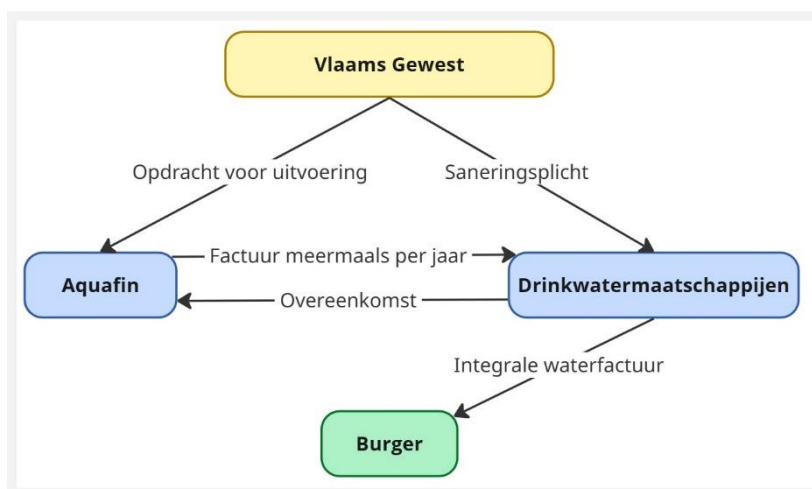 Vlaams Gewest
Opdracht voor uitvoering
Saneringsplicht
Factuur meermaals per jaar
Aquafin
Drinkwatermaatschappijen
Overeenkomst
Integrale waterfactuur
Burger